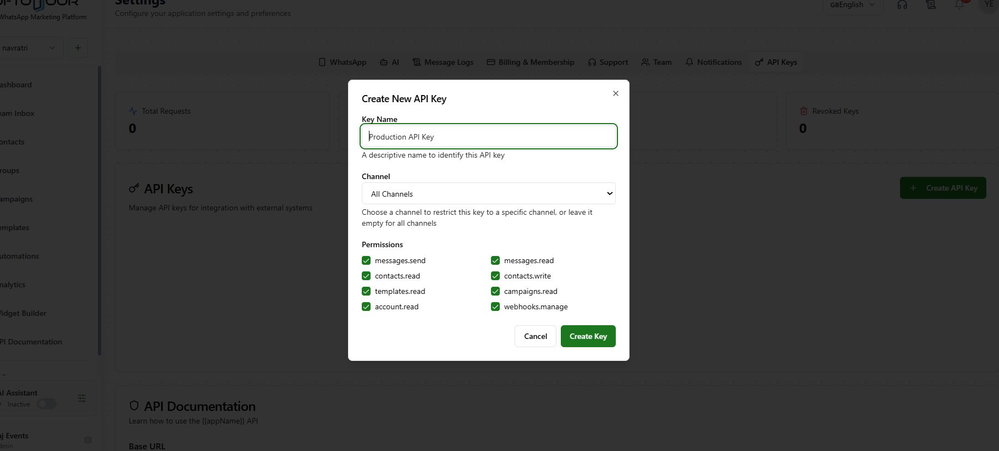 Settings
Configure your application settings and preferences
GBEnglish
YE
WhatsApp Marketing Platform
navratri
WhatsApp
AI
Message Logs
Billing & Membership
Support
Team
Notifications
API Keys
ashboard
eam Inbox
ontacts
roups
ampaigns
emplates
utomations
nalytics
idget Builder
PI Documentation
AI Assistant
Inactive
aj Events
dmin
Total Requests
0
Revoked Keys
0
API Keys
Manage API keys for integration with external systems
Create API Key
Create New API Key
Key Name
Production API Key
A descriptive name to identify this API key
Channel
All Channels
Choose a channel to restrict this key to a specific channel, or leave it
empty for all channels
Permissions
messages.send
messages.read
contacts.read
contacts.write
templates.read
campaigns.read
account.read
webhooks.manage
Cancel
Create Key
API Documentation
Learn how to use the {{appName}} API
Base URL